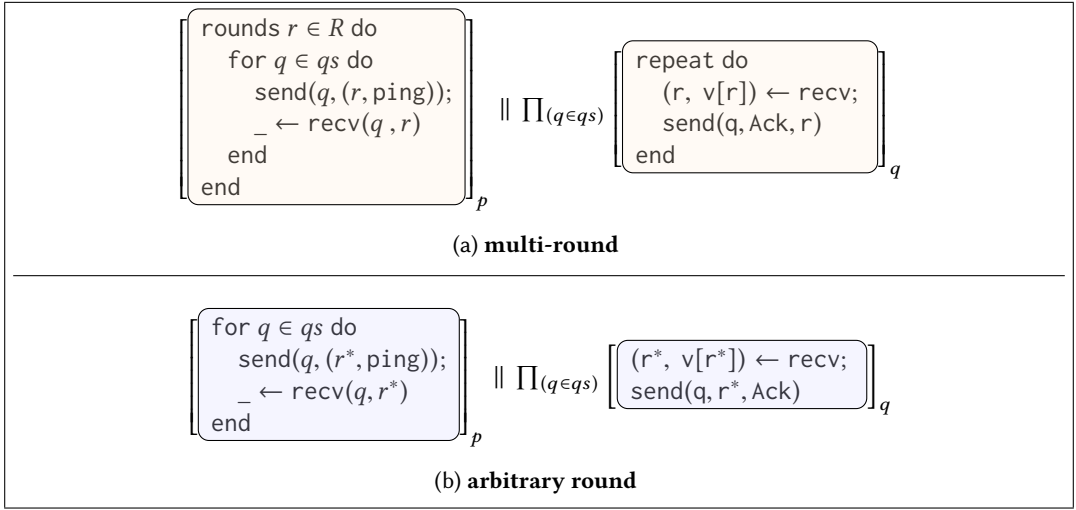 rounds r ∈ R do
for q ∈ qs do
send(q, (r, ping));
_ ← recv(q , r)
end
end
p
∥ ∏(q∈qs)
repeat do
(r, v[r]) ← recv;
send(q, Ack, r)
end
q
(a) multi-round
for q ∈ qs do
send(q, (r*, ping));
_ ← recv(q, r*)
end
p
∥ ∏(q∈qs)
(r*, v[r*]) ← recv;
send(q, r*, Ack)
q
(b) arbitrary round